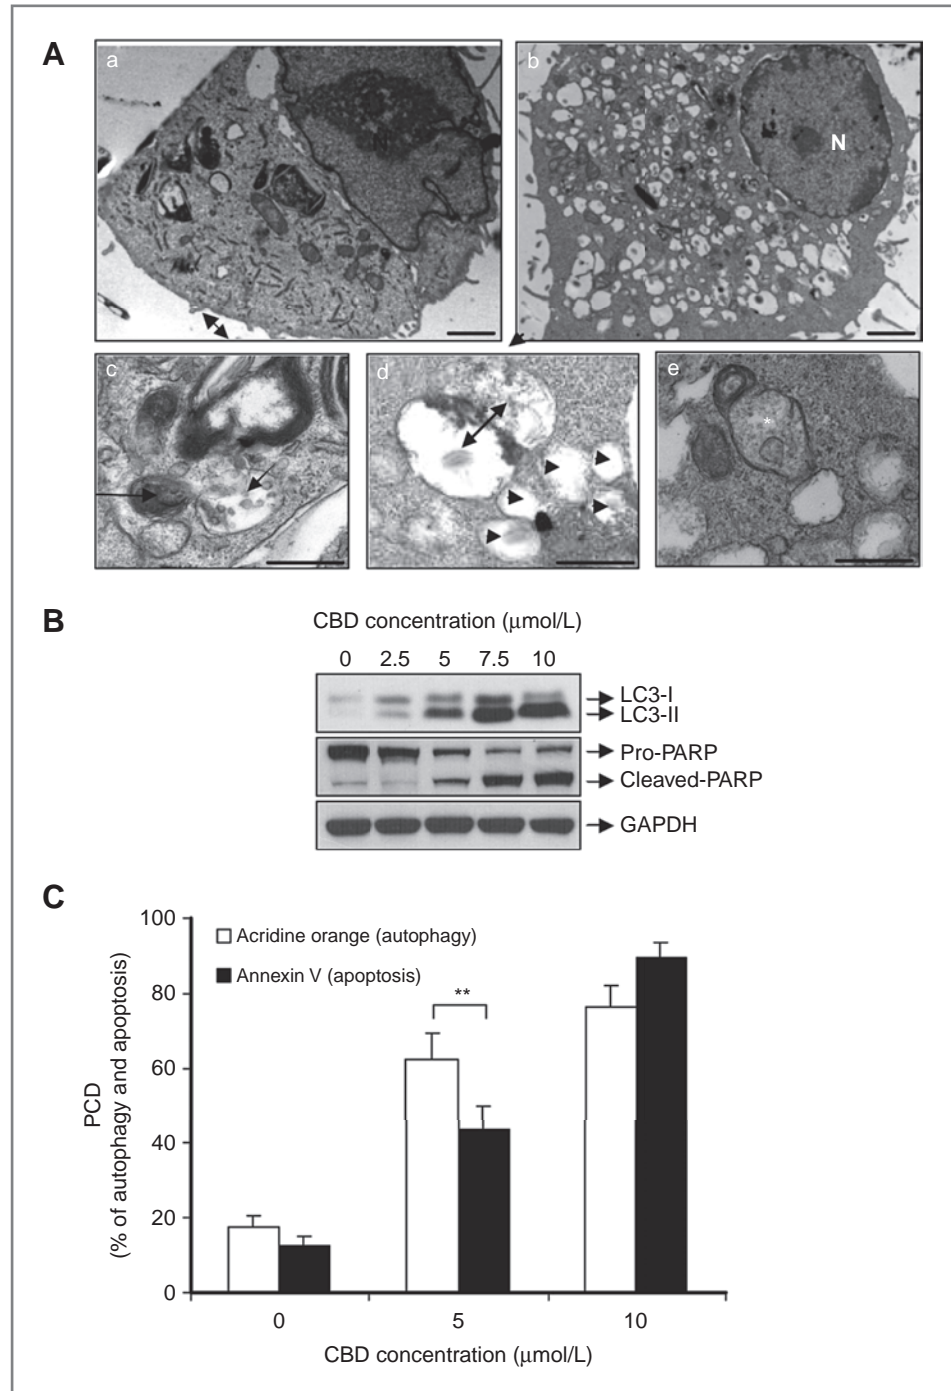 A
a
b
N
c
d
e
*
B
CBD concentration (μmol/L)
0 2.5 5 7.5 10
LC3-I
LC3-II
Pro-PARP
Cleaved-PARP
GAPDH
C
100
80
60
40
20
0
PCD
(% of autophagy and apoptosis)
Acridine orange (autophagy)
Annexin V (apoptosis)
**
0 5 10
CBD concentration (μmol/L)